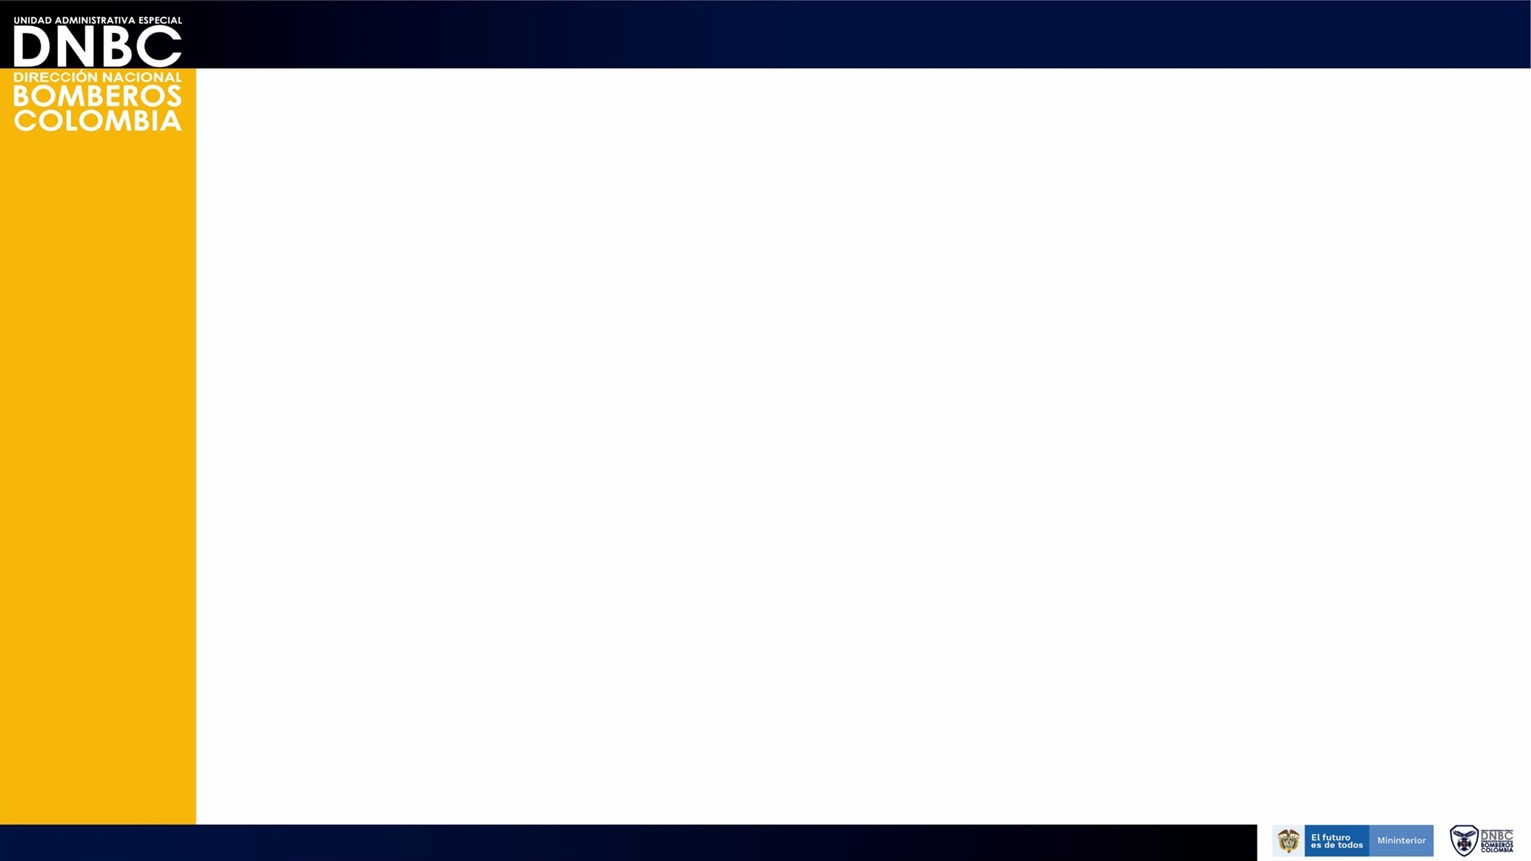 UNIDAD ADMINISTRATIVA ESPECIAL
DNBC
DIRECCIÓN NACIONAL
BOMBEROS
COLOMBIA
El futuro
es de todos
Mininterior
DNBC
BOMBEROS
COLOMBIA